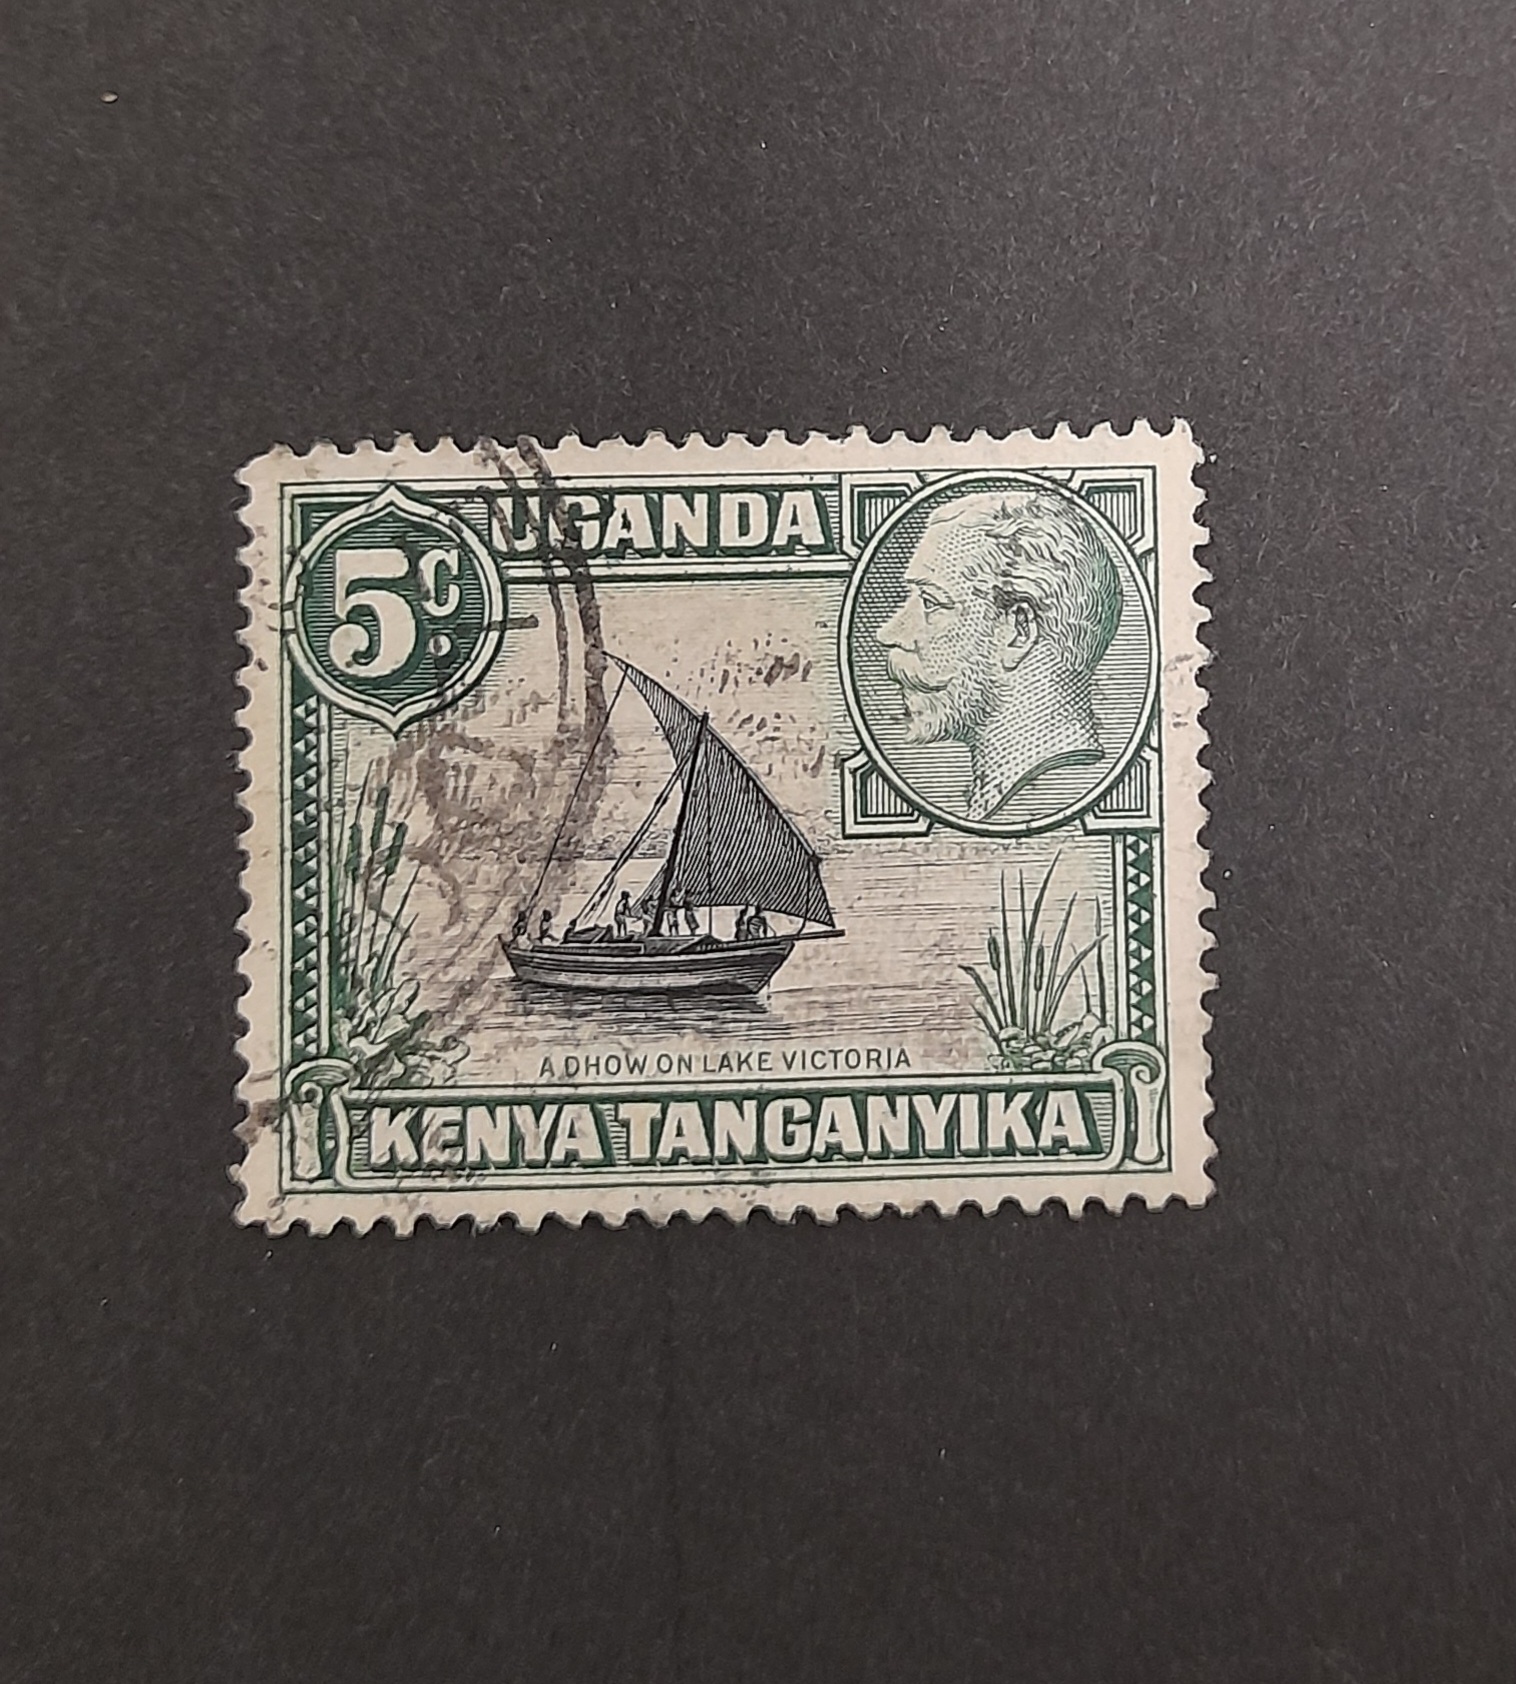 5c.
UGANDA
A DHOW ON LAKE VICTORIA
KENYA TANGANYIKA